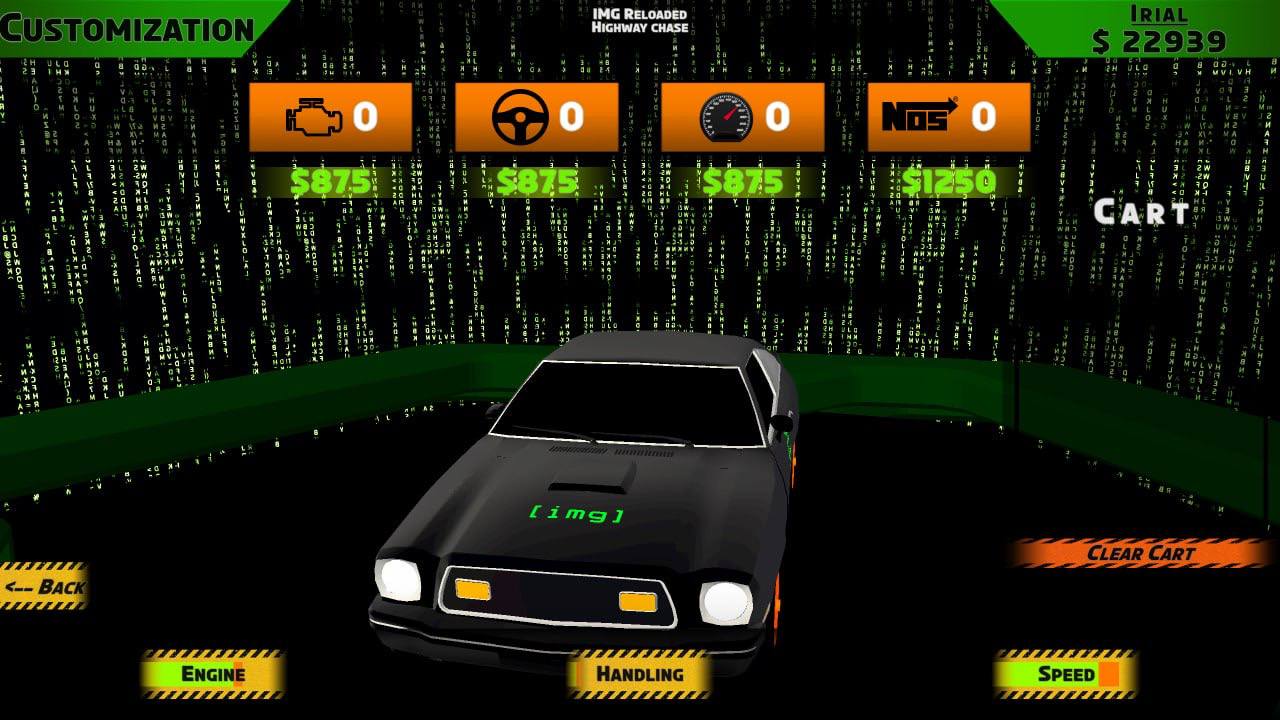 CUSTOMIZATION
IMG RELOADED
HIGHWAY CHASE
IRIAL
$ 22939
0
0
0
NOS
0
$875
$875
$875
$1250
CART
[img]
CLEAR CART
<-- BACK
ENGINE
HANDLING
SPEED